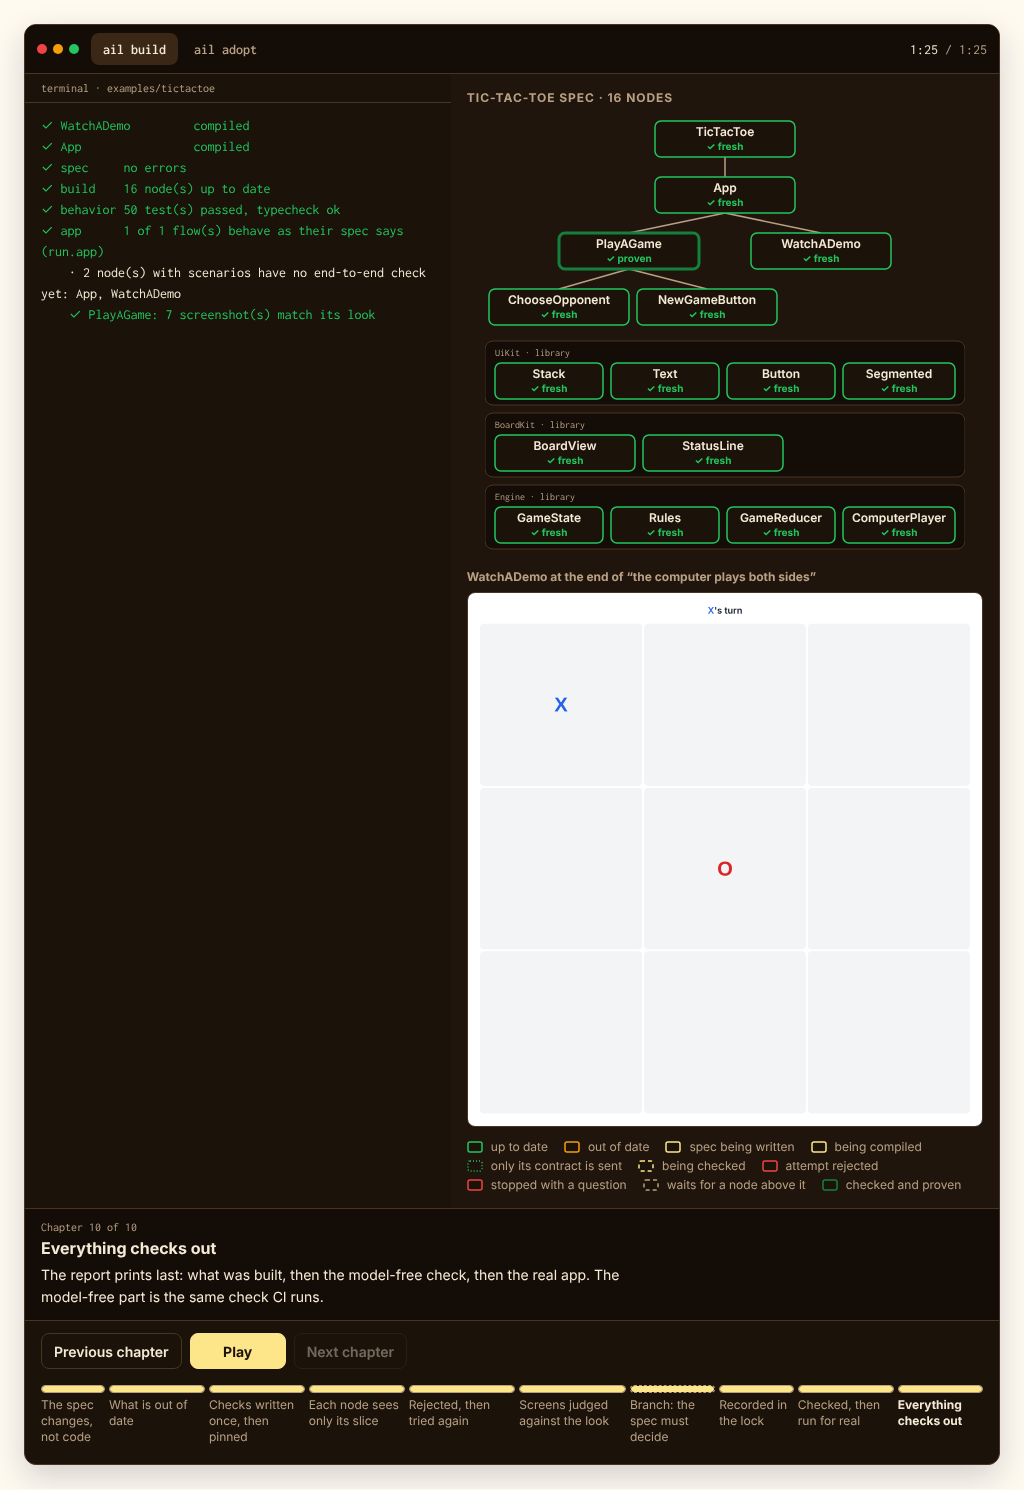 ail build
ail adopt
1:25 / 1:25
terminal · examples/tictactoe
✓ WatchADemo compiled
✓ App compiled
✓ spec no errors
✓ build 16 node(s) up to date
✓ behavior 50 test(s) passed, typecheck ok
✓ app 1 of 1 flow(s) behave as their spec says
(run.app)
· 2 node(s) with scenarios have no end-to-end check
yet: App, WatchADemo
✓ PlayAGame: 7 screenshot(s) match its look
TIC-TAC-TOE SPEC · 16 NODES
TicTacToe
✓ fresh
App
✓ fresh
PlayAGame
✓ proven
WatchADemo
✓ fresh
ChooseOpponent
✓ fresh
NewGameButton
✓ fresh
UiKit · library
Stack
✓ fresh
Text
✓ fresh
Button
✓ fresh
Segmented
✓ fresh
BoardKit · library
BoardView
✓ fresh
StatusLine
✓ fresh
Engine · library
GameState
✓ fresh
Rules
✓ fresh
GameReducer
✓ fresh
ComputerPlayer
✓ fresh
WatchADemo at the end of “the computer plays both sides”
X's turn
X
O
up to date
out of date
spec being written
being compiled
only its contract is sent
being checked
attempt rejected
stopped with a question
waits for a node above it
checked and proven
Chapter 10 of 10
Everything checks out
The report prints last: what was built, then the model-free check, then the real app. The
model-free part is the same check CI runs.
Previous chapter
Play
Next chapter
The spec
changes,
not code
What is out of
date
Checks written
once, then
pinned
Each node sees
only its slice
Rejected, then
tried again
Screens judged
against the look
Branch: the
spec must
decide
Recorded in
the lock
Checked, then
run for real
Everything
checks out